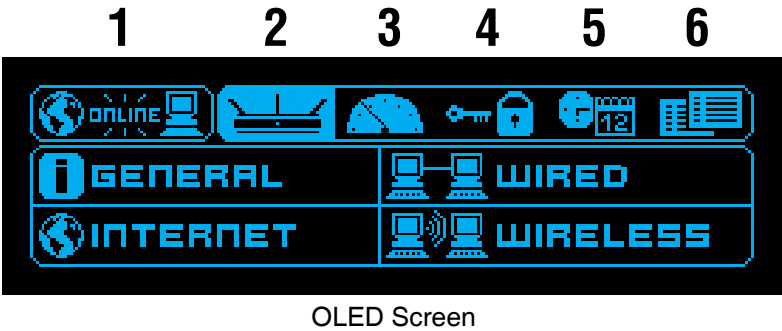 1 2 3 4 5 6
ONLINE 12
GENERAL WIRED
INTERNET WIRELESS
OLED Screen